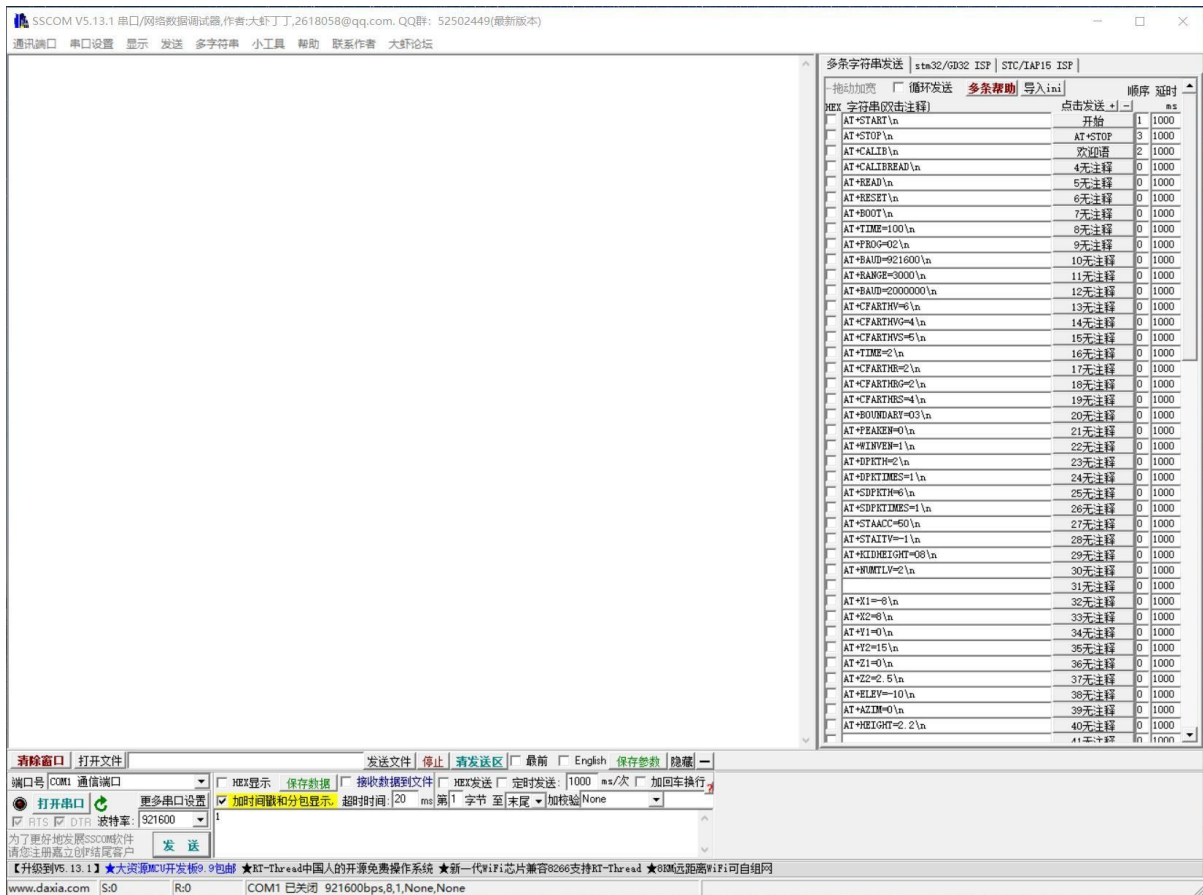 SSCOM V5.13.1 串口/网络数据调试器,作者:大虾丁丁,2618058@qq.com. QQ群: 52502449(最新版本)
通讯端口 串口设置 显示 发送 多字符串 小工具 帮助 联系作者 大虾论坛
多条字符串发送 stm32/GD32 ISP STC/IAP15 ISP
拖动加宽 循环发送 多条帮助 导入ini 顺序 延时
HEX 字符串(双击注释) 点击发送 + - ms
AT+START\n 开始 1 1000
AT+STOP\n AT+STOP 3 1000
AT+CALIB\n 欢迎语 2 1000
AT+CALIBREAD\n 4无注释 0 1000
AT+READ\n 5无注释 0 1000
AT+RESET\n 6无注释 0 1000
AT+BOOT\n 7无注释 0 1000
AT+TIME=100\n 8无注释 0 1000
AT+PROG=02\n 9无注释 0 1000
AT+BAUD=921600\n 10无注释 0 1000
AT+RANGE=3000\n 11无注释 0 1000
AT+BAUD=2000000\n 12无注释 0 1000
AT+CFARTHV=6\n 13无注释 0 1000
AT+CFARTHVG=4\n 14无注释 0 1000
AT+CFARTHVS=5\n 15无注释 0 1000
AT+TIME=2\n 16无注释 0 1000
AT+CFARTHR=2\n 17无注释 0 1000
AT+CFARTHRG=2\n 18无注释 0 1000
AT+CFARTHRS=4\n 19无注释 0 1000
AT+BOUNDARY=03\n 20无注释 0 1000
AT+PEAKEN=0\n 21无注释 0 1000
AT+WINVEN=1\n 22无注释 0 1000
AT+DPKTH=2\n 23无注释 0 1000
AT+DPKTIMES=1\n 24无注释 0 1000
AT+SDPKTH=6\n 25无注释 0 1000
AT+SDPKTIMES=1\n 26无注释 0 1000
AT+STAACC=50\n 27无注释 0 1000
AT+STAITV=-1\n 28无注释 0 1000
AT+KIDHEIGHT=08\n 29无注释 0 1000
AT+NUMTLV=2\n 30无注释 0 1000
31无注释 0 1000
AT+X1=-8\n 32无注释 0 1000
AT+X2=8\n 33无注释 0 1000
AT+Y1=0\n 34无注释 0 1000
AT+Y2=15\n 35无注释 0 1000
AT+Z1=0\n 36无注释 0 1000
AT+Z2=2.5\n 37无注释 0 1000
AT+ELEV=-10\n 38无注释 0 1000
AT+AZIM=0\n 39无注释 0 1000
AT+HEIGHT=2.2\n 40无注释 0 1000
41无注释 0 1000
清除窗口 打开文件 发送文件 停止 清发送区 最前 English 保存参数 隐藏
端口号 COM1 通信端口 HEX显示 保存数据 接收数据到文件 HEX发送 定时发送: 1000 ms/次 加回车换行
打开串口 更多串口设置 加时间戳和分包显示, 超时时间: 20 ms 第1 字节 至 末尾 加校验None
RTS DTR 波特率: 921600 1
为了更好地发展SSCOM软件
请您注册嘉立创F结尾客户 发 送
【升级到V5.13.1】★大资源MCU开发板9.9包邮 ★RT-Thread中国人的开源免费操作系统 ★新一代WiFi芯片兼容8266支持RT-Thread ★8KM远距离WiFi可自组网
www.daxia.com S:0 R:0 COM1 已关闭 921600bps,8,1,None,None